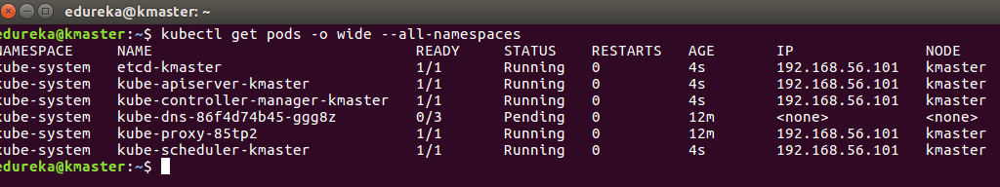 edureka@kmaster: ~
edureka@kmaster:~$ kubectl get pods -o wide --all-namespaces
NAMESPACE NAME READY STATUS RESTARTS AGE IP NODE
kube-system etcd-kmaster 1/1 Running 0 4s 192.168.56.101 kmaster
kube-system kube-apiserver-kmaster 1/1 Running 0 4s 192.168.56.101 kmaster
kube-system kube-controller-manager-kmaster 1/1 Running 0 4s 192.168.56.101 kmaster
kube-system kube-dns-86f4d74b45-ggg8z 0/3 Pending 0 12m <none> <none>
kube-system kube-proxy-85tp2 1/1 Running 0 12m 192.168.56.101 kmaster
kube-system kube-scheduler-kmaster 1/1 Running 0 4s 192.168.56.101 kmaster
edureka@kmaster:~$